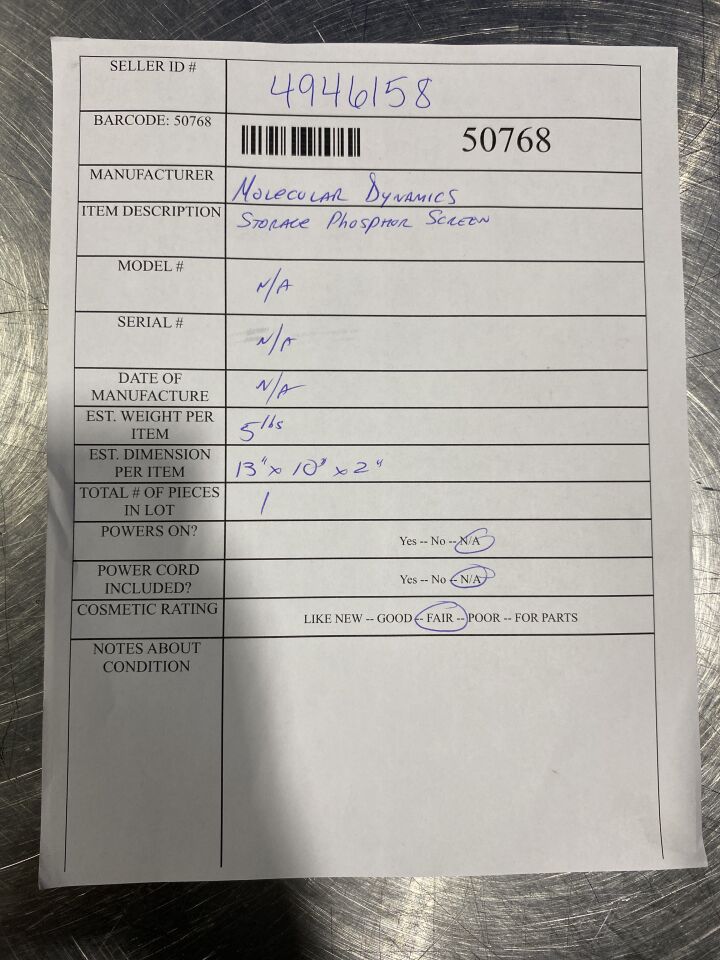 SELLER ID # 4946158
BARCODE: 50768 50768
MANUFACTURER MOLECULAR DYNAMICS
ITEM DESCRIPTION STORAGE PHOSPHOR SCREEN
MODEL # N/A
SERIAL # N/A
DATE OF
MANUFACTURE N/A
EST. WEIGHT PER
ITEM 5 lbs
EST. DIMENSION
PER ITEM 13" x 10" x 2"
TOTAL # OF PIECES
IN LOT 1
POWERS ON? Yes -- No -- N/A
POWER CORD
INCLUDED? Yes -- No -- N/A
COSMETIC RATING LIKE NEW -- GOOD -- FAIR -- POOR -- FOR PARTS
NOTES ABOUT
CONDITION